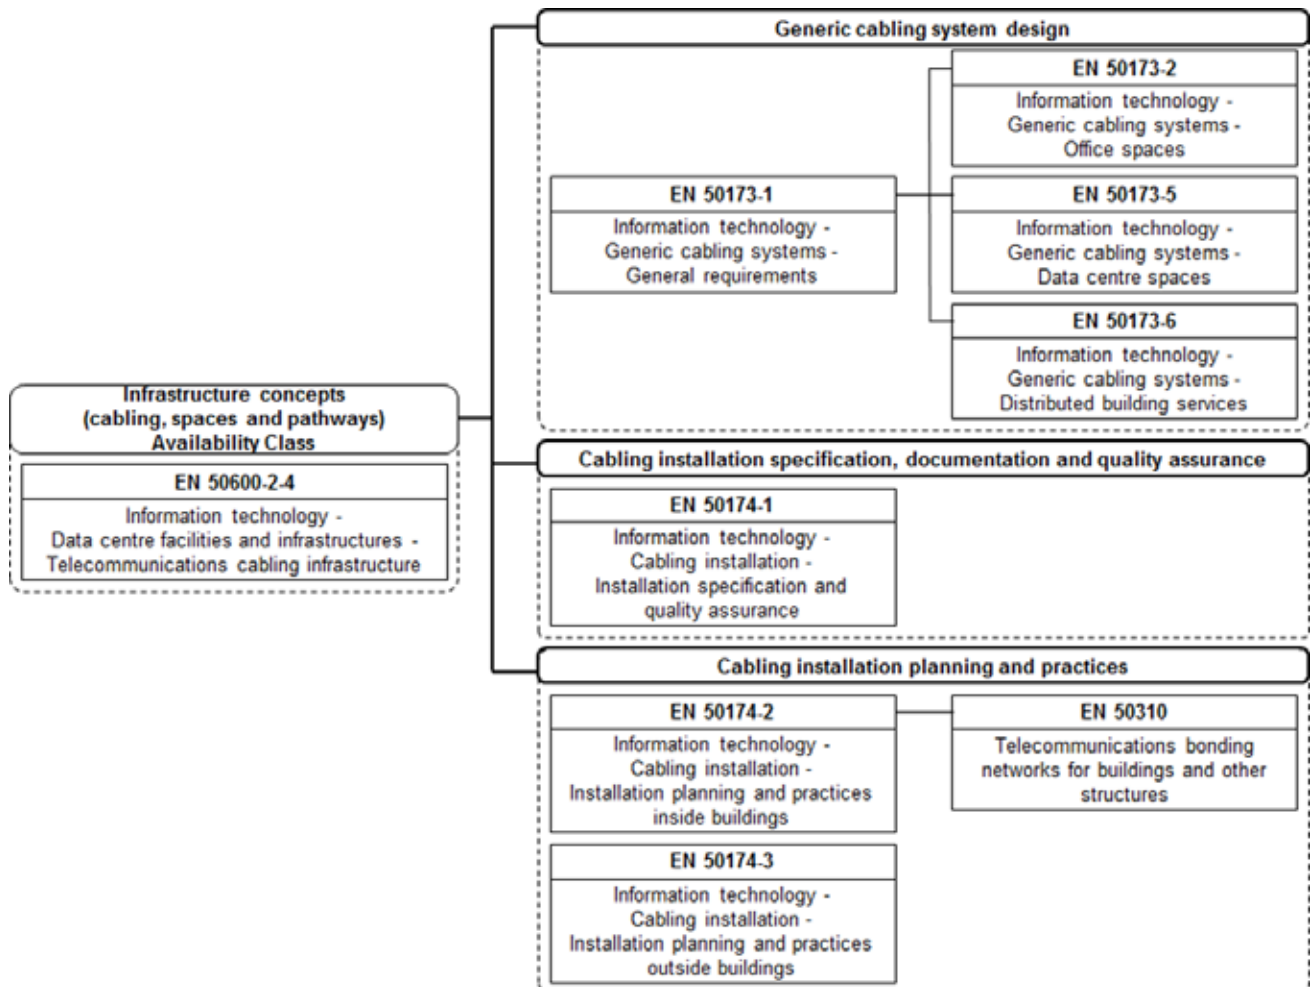 Generic cabling system design
EN 50173-2
Information technology -
Generic cabling systems -
Office spaces
EN 50173-1
Information technology -
Generic cabling systems -
General requirements
EN 50173-5
Information technology -
Generic cabling systems -
Data centre spaces
EN 50173-6
Information technology -
Generic cabling systems -
Distributed building services
Infrastructure concepts
(cabling, spaces and pathways)
Availability Class
EN 50600-2-4
Information technology -
Data centre facilities and infrastructures -
Telecommunications cabling infrastructure
Cabling installation specification, documentation and quality assurance
EN 50174-1
Information technology -
Cabling installation -
Installation specification and
quality assurance
Cabling installation planning and practices
EN 50174-2
Information technology -
Cabling installation -
Installation planning and practices
inside buildings
EN 50310
Telecommunications bonding
networks for buildings and other
structures
EN 50174-3
Information technology -
Cabling installation -
Installation planning and practices
outside buildings